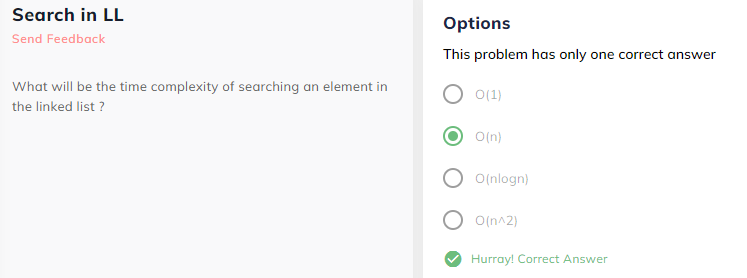 Search in LL
Send Feedback
What will be the time complexity of searching an element in
the linked list ?
Options
This problem has only one correct answer
O(1)
O(n)
O(nlogn)
O(n^2)
Hurray! Correct Answer